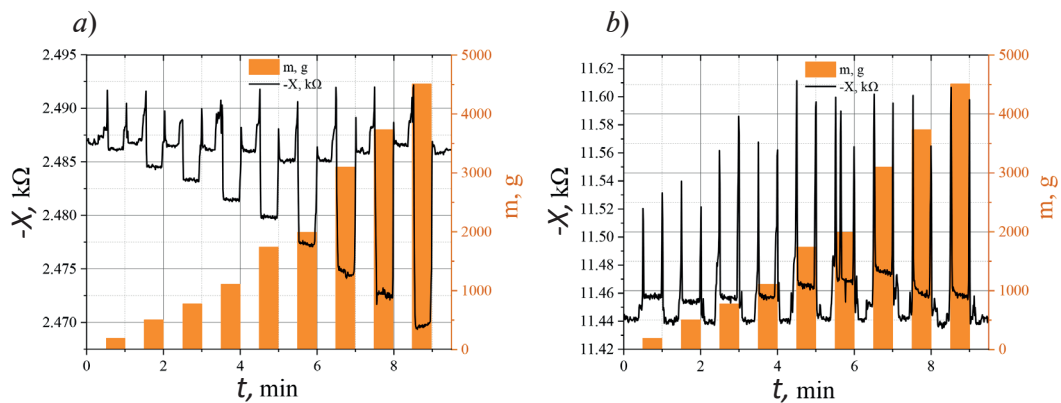 a)
2.495
2.490
2.485
2.480
2.475
2.470
-X, kΩ
m, g
-X, kΩ
5000
4000
3000
2000
1000
0
m, g
0 2 4 6 8
t, min
b)
11.62
11.60
11.58
11.56
11.54
11.52
11.50
11.48
11.46
11.44
11.42
-X, kΩ
m, g
-X, kΩ
5000
4000
3000
2000
1000
0
m, g
0 2 4 6 8
t, min